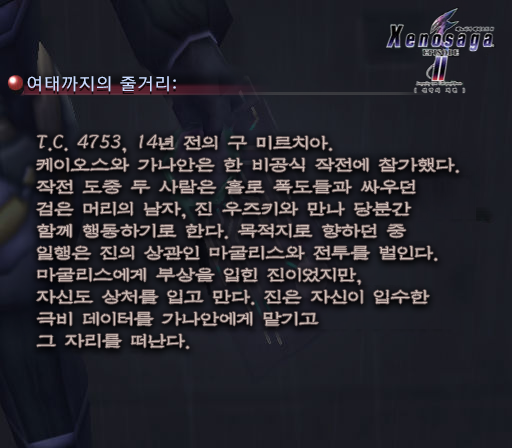 Xenosaga
EPISODE
II
여태까지의 줄거리:
T.C. 4753, 14년 전의 구 미르치아.
케이오스와 가나안은 한 비공식 작전에 참가했다.
작전 도중 두 사람은 홀로 폭도들과 싸우던
검은 머리의 남자, 진 우즈키와 만나 당분간
함께 행동하기로 한다. 목적지로 향하던 중
일행은 진의 상관인 마굴리스와 전투를 벌인다.
마굴리스에게 부상을 입힌 진이었지만,
자신도 상처를 입고 만다. 진은 자신이 입수한
극비 데이터를 가나안에게 맡기고
그 자리를 떠난다.